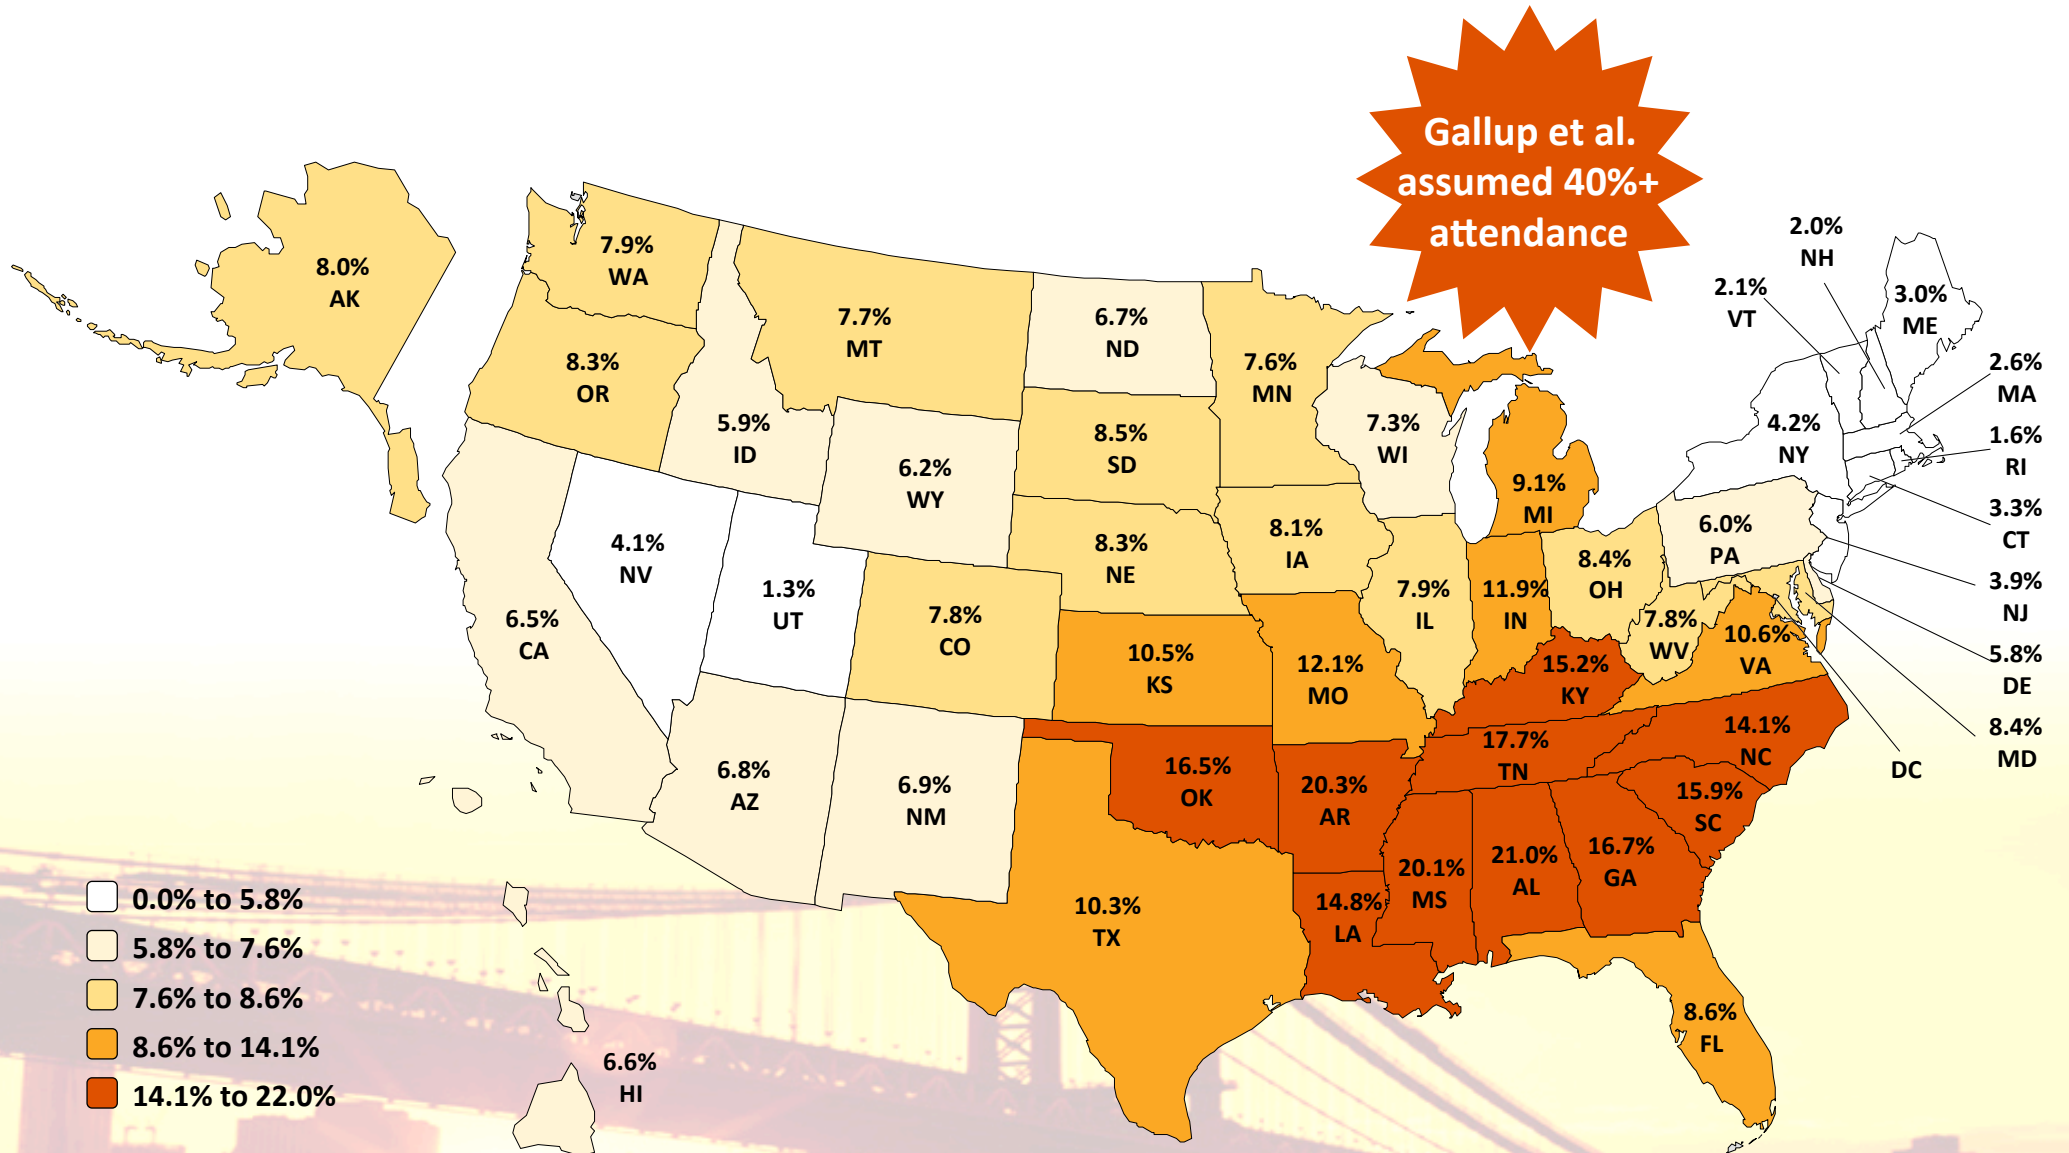 Gallup et al.
assumed 40%+
attendance
8.0%
AK
7.9%
WA
8.3%
OR
6.5%
CA
4.1%
NV
5.9%
ID
7.7%
MT
6.2%
WY
1.3%
UT
7.8%
CO
6.8%
AZ
6.9%
NM
6.7%
ND
8.5%
SD
8.3%
NE
10.5%
KS
16.5%
OK
10.3%
TX
7.6%
MN
8.1%
IA
12.1%
MO
20.3%
AR
14.8%
LA
7.3%
WI
7.9%
IL
9.1%
MI
11.9%
IN
8.4%
OH
15.2%
KY
17.7%
TN
20.1%
MS
21.0%
AL
16.7%
GA
8.6%
FL
15.9%
SC
14.1%
NC
10.6%
VA
7.8%
WV
6.0%
PA
4.2%
NY
2.1%
VT
2.0%
NH
3.0%
ME
2.6%
MA
1.6%
RI
3.3%
CT
3.9%
NJ
5.8%
DE
8.4%
MD
DC
6.6%
HI
0.0% to 5.8%
5.8% to 7.6%
7.6% to 8.6%
8.6% to 14.1%
14.1% to 22.0%